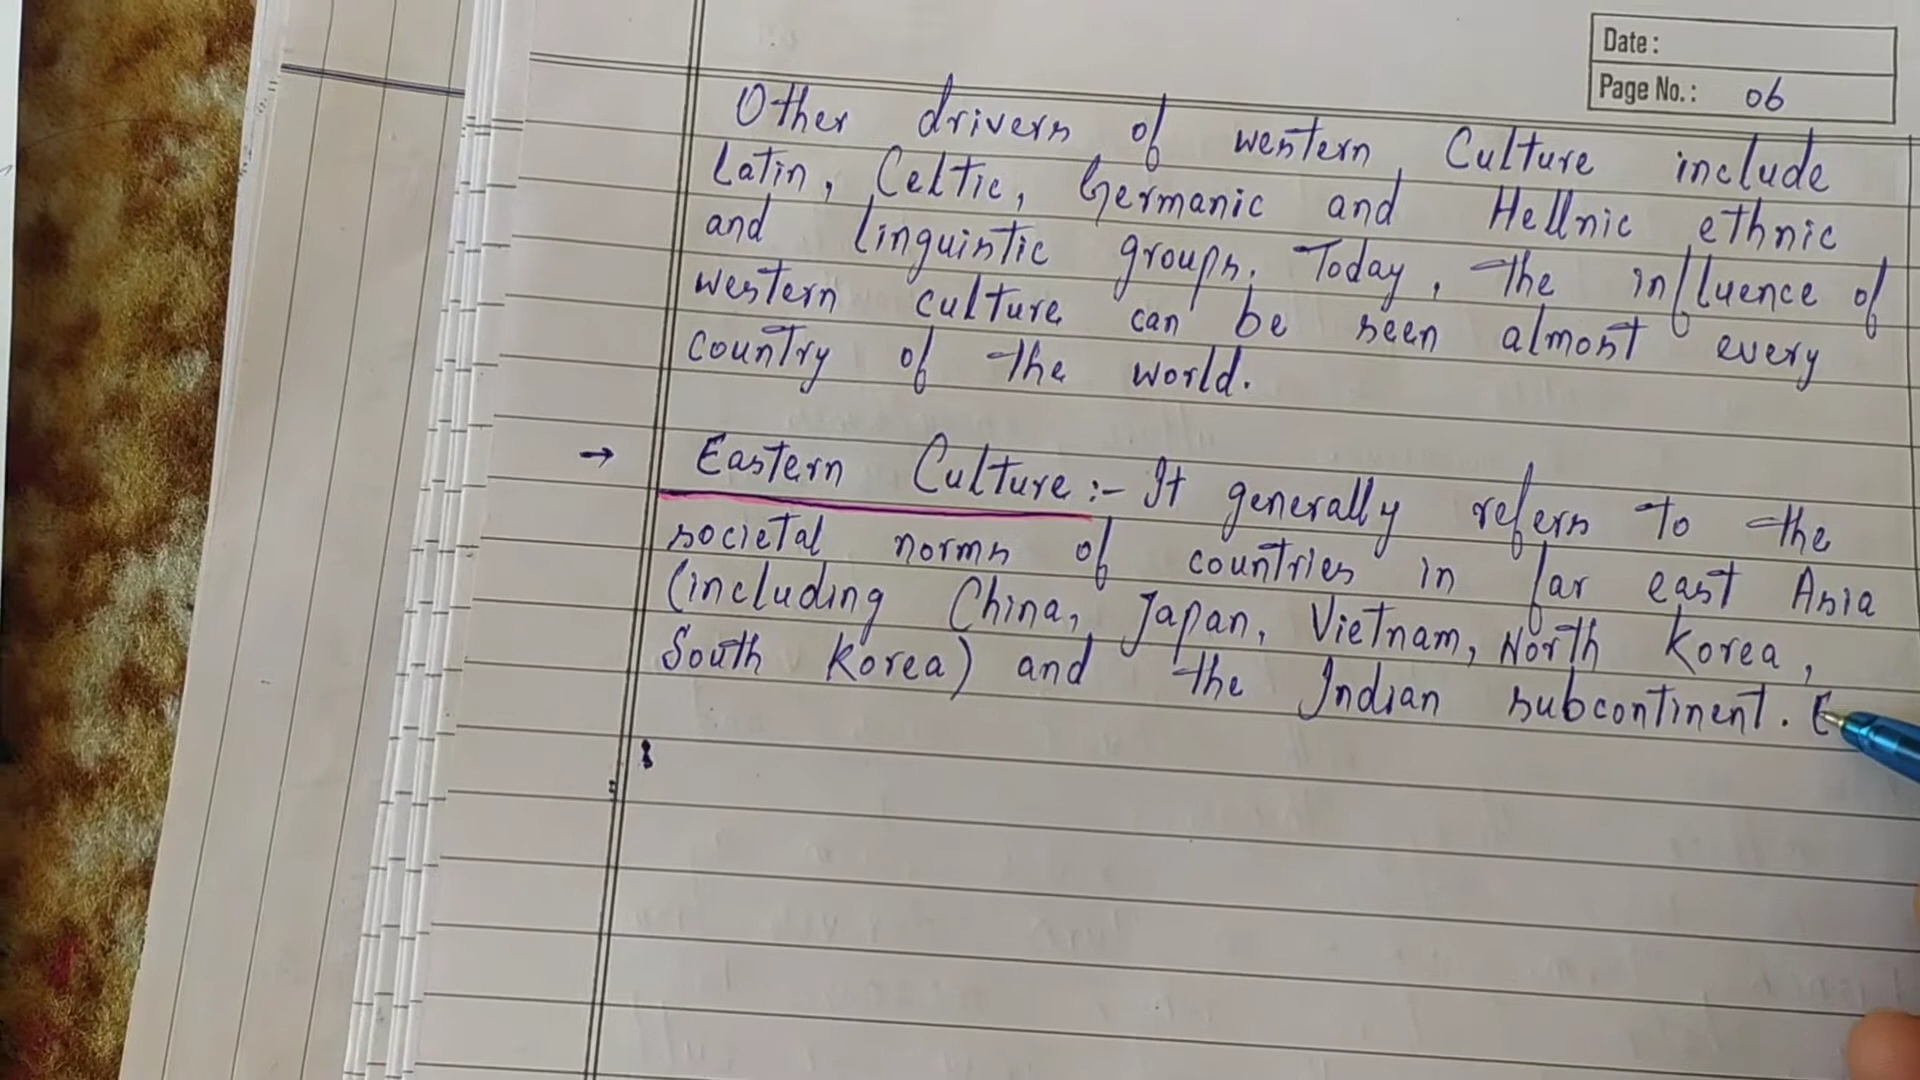 Date :
Page No. : 06
Other drivers of western Culture include
Latin, Celtic, Germanic and Hellnic ethnic
and linguistic groups. Today, the influence of
western culture can be seen almost every
country of the world.
→ Eastern Culture :- It generally refers to the
societal norms of countries in far east Asia
(including China, Japan, Vietnam, North Korea,
South Korea) and the Indian subcontinent. E